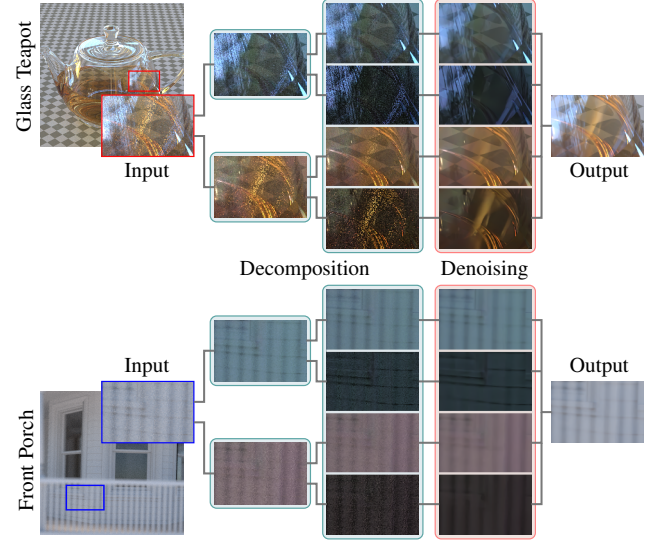 Glass Teapot
Input
Output
Decomposition
Denoising
Input
Output
Front Porch